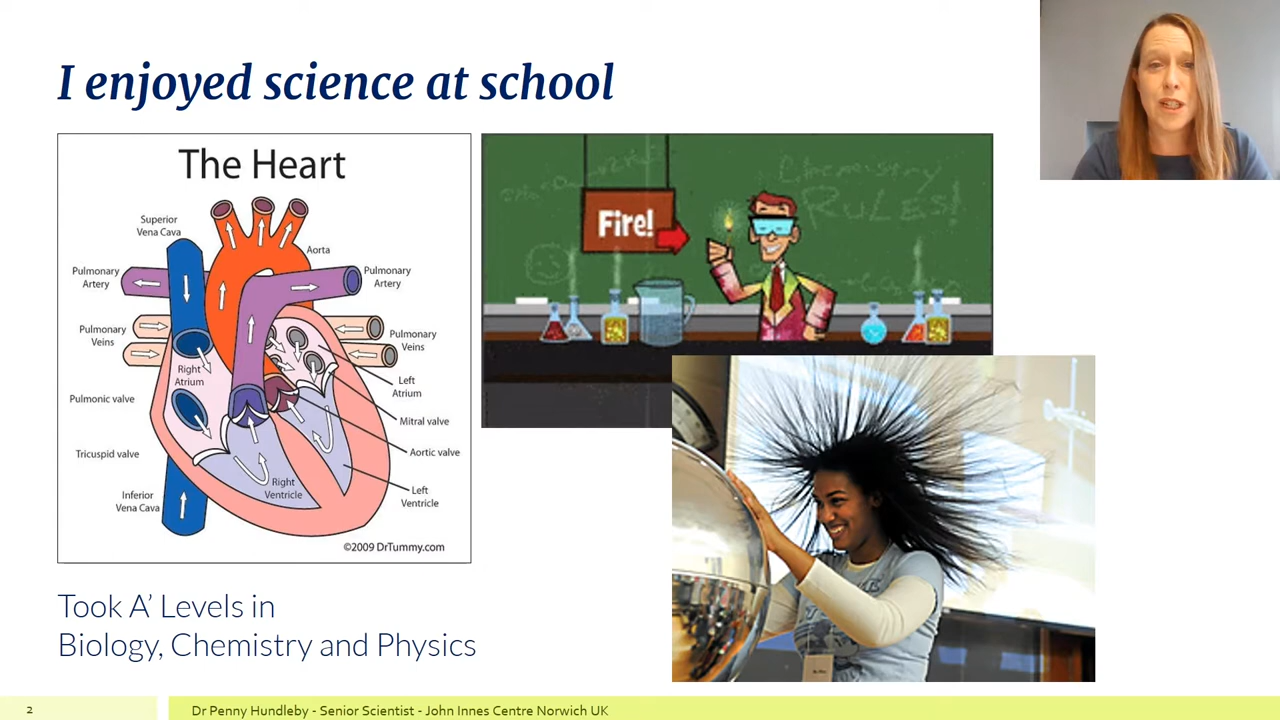 I enjoyed science at school
The Heart
Superior
Vena Cava
Aorta
Pulmonary
Artery
Pulmonary
Artery
Pulmonary
Veins
Pulmonary
Veins
Right
Atrium
Left
Atrium
Pulmonic valve
Mitral valve
Tricuspid valve
Aortic valve
Right
Ventricle
Left
Ventricle
Inferior
Vena Cava
©2009 DrTummy.com
Fire!
Chemistry
RULES!
Took A’ Levels in
Biology, Chemistry and Physics
2
Dr Penny Hundleby - Senior Scientist - John Innes Centre Norwich UK